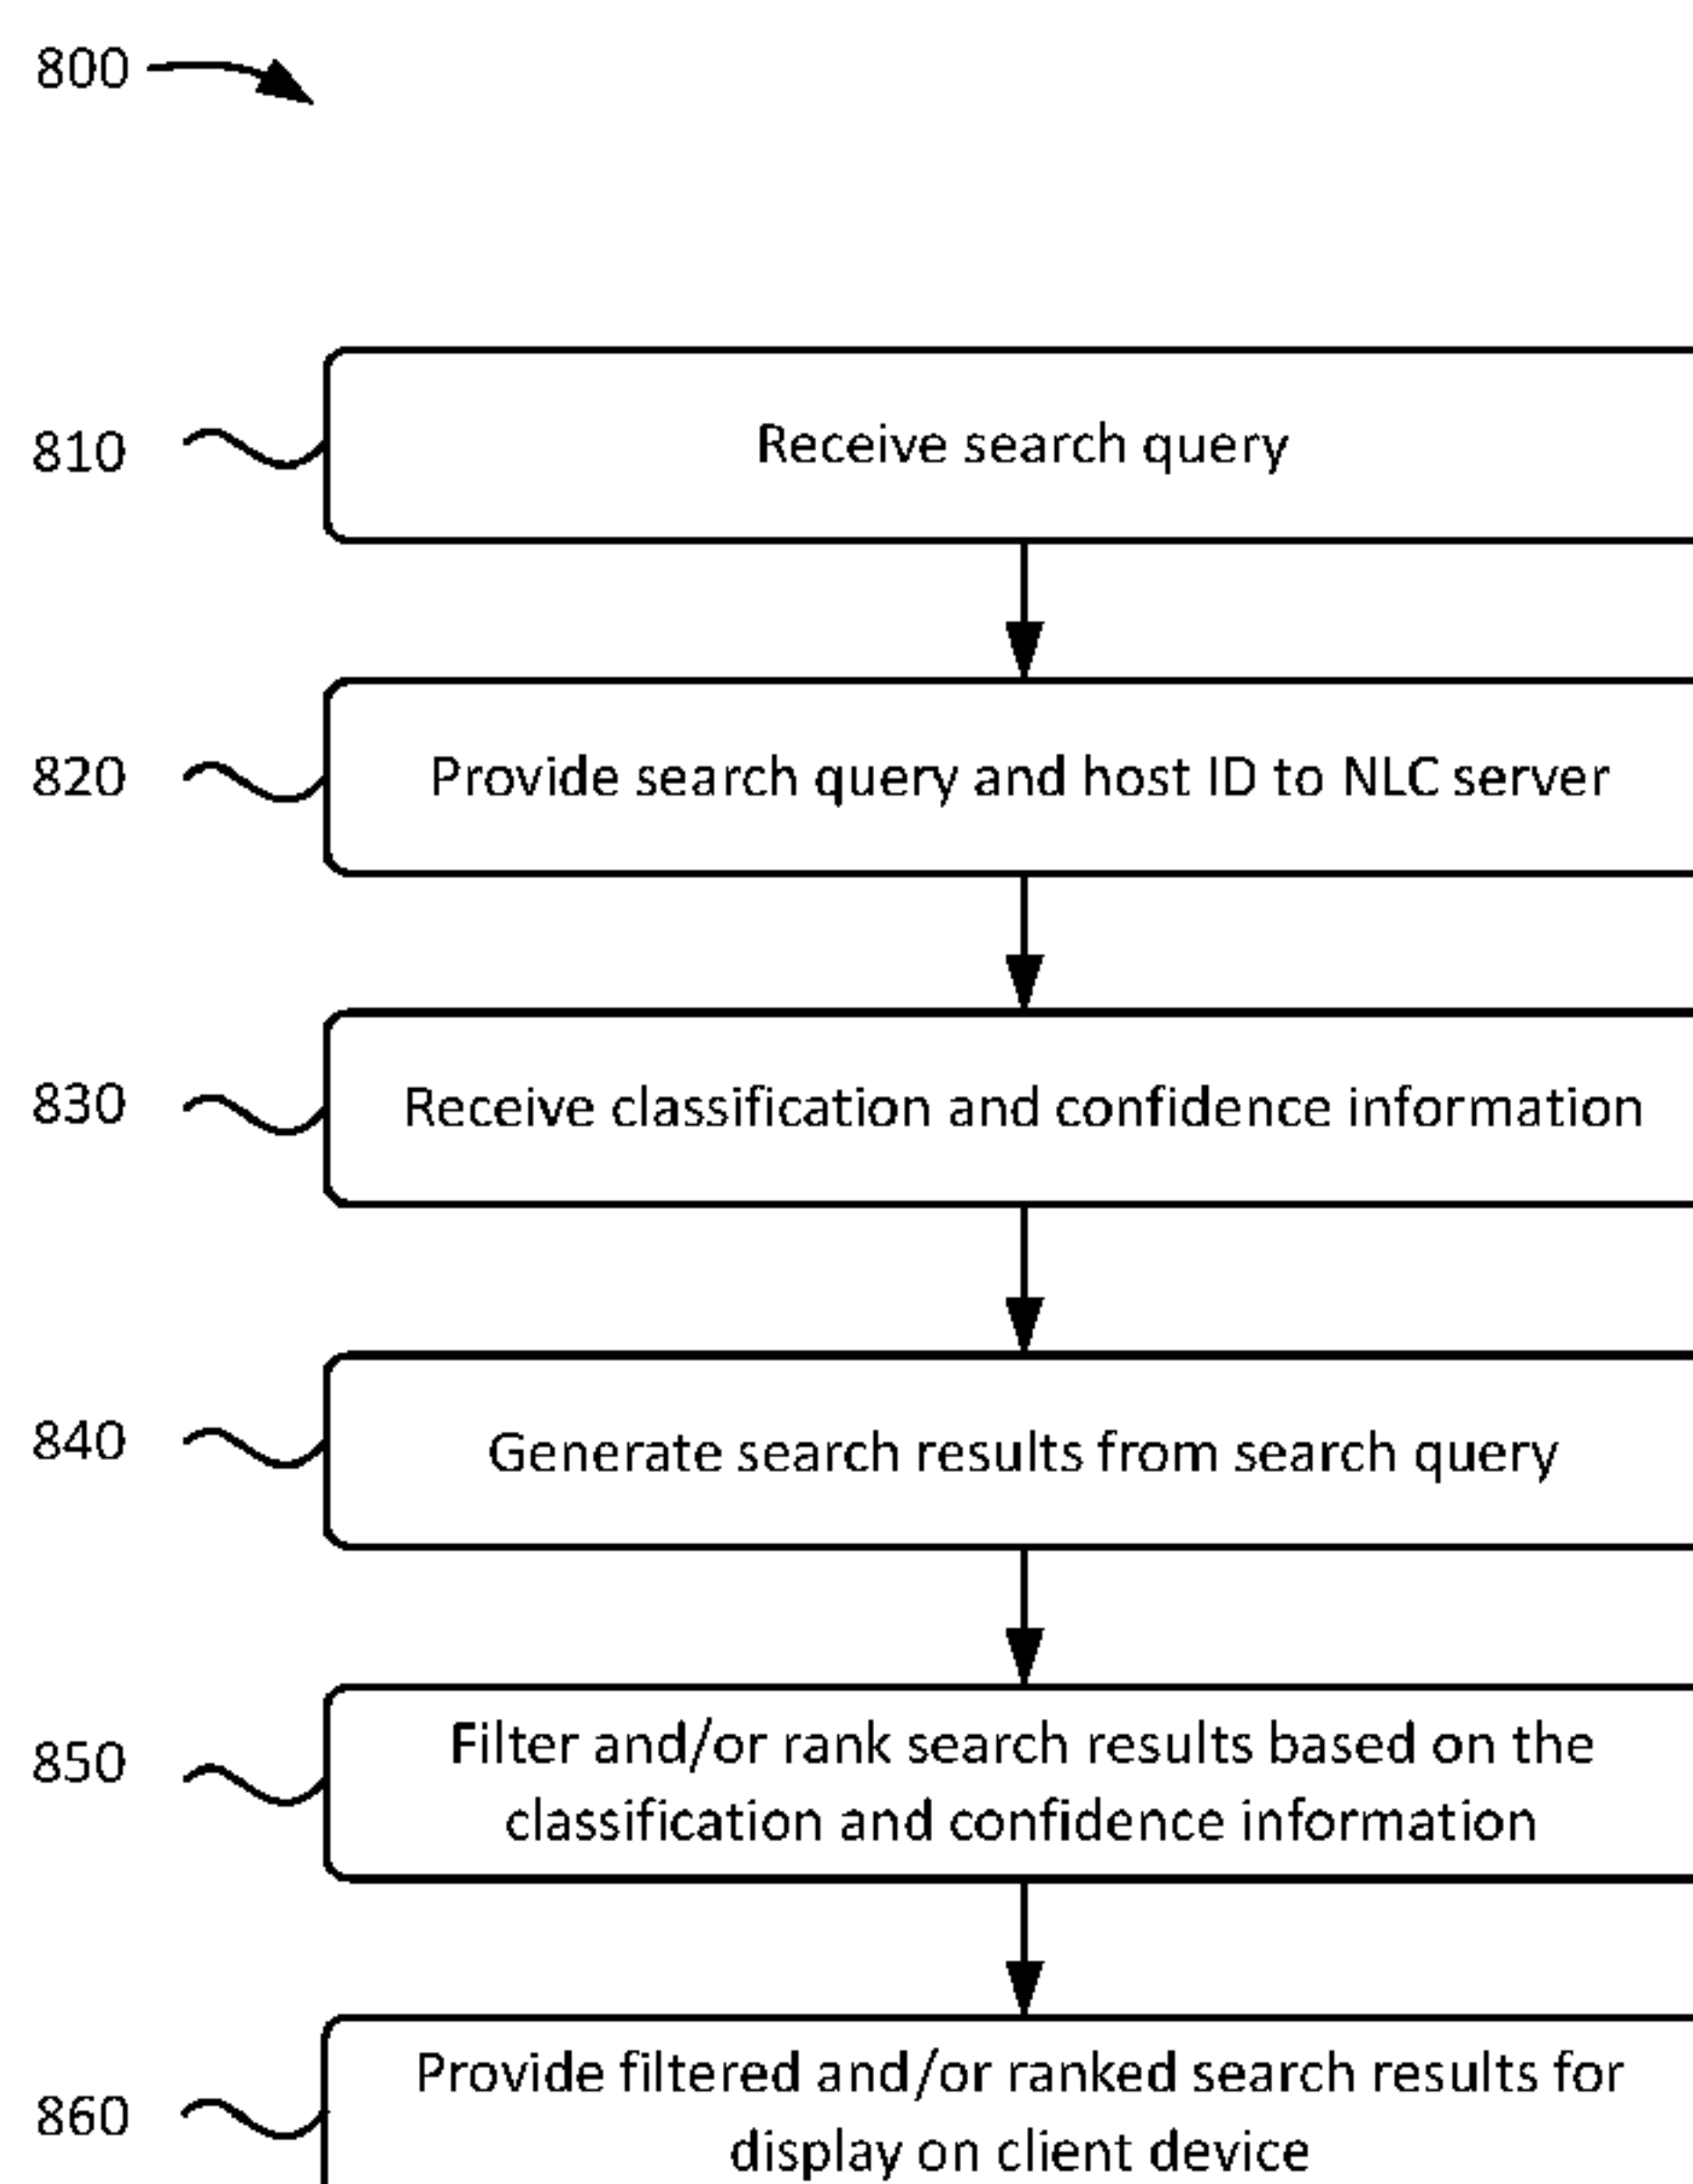 800
810
Receive search query
820
Provide search query and host ID to NLC server
830
Receive classification and confidence information
840
Generate search results from search query
850
Filter and/or rank search results based on the
classification and confidence information
860
Provide filtered and/or ranked search results for
display on client device